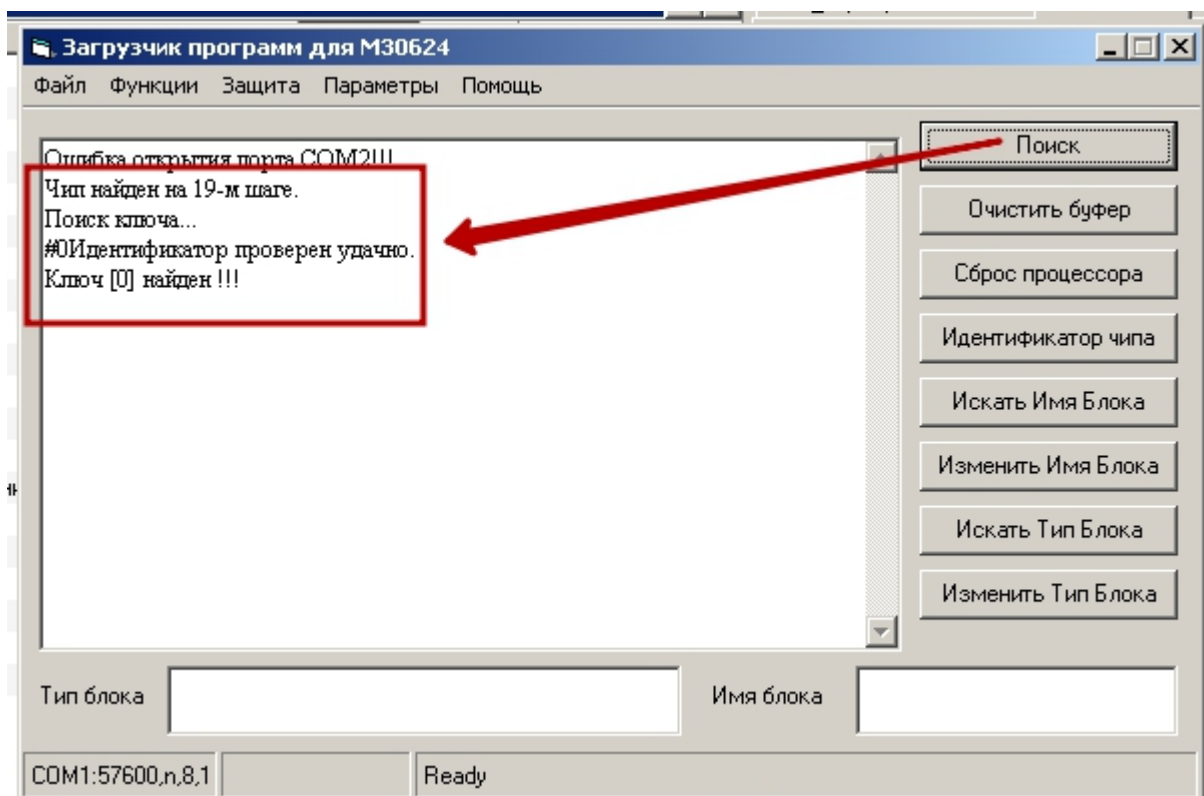 Загрузчик программ для M30624
Файл Функции Защита Параметры Помощь
Ошибка открытия порта COM2!!!
Чип найден на 19-м шаге.
Поиск ключа...
#0Идентификатор проверен удачно.
Ключ [0] найден !!!
Поиск
Очистить буфер
Сброс процессора
Идентификатор чипа
Искать Имя Блока
Изменить Имя Блока
Искать Тип Блока
Изменить Тип Блока
Тип блока
Имя блока
COM1:57600,n,8,1
Ready